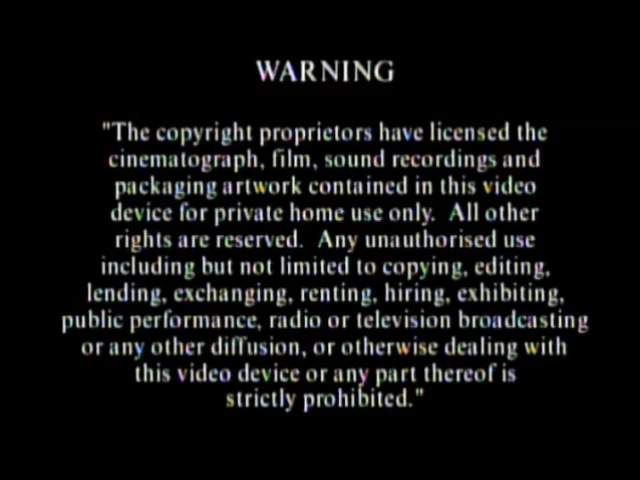 WARNING
"The copyright proprietors have licensed the
cinematograph, film, sound recordings and
packaging artwork contained in this video
device for private home use only.  All other
rights are reserved.  Any unauthorised use
including but not limited to copying, editing,
lending, exchanging, renting, hiring, exhibiting,
public performance, radio or television broadcasting
or any other diffusion, or otherwise dealing with
this video device or any part thereof is
strictly prohibited."